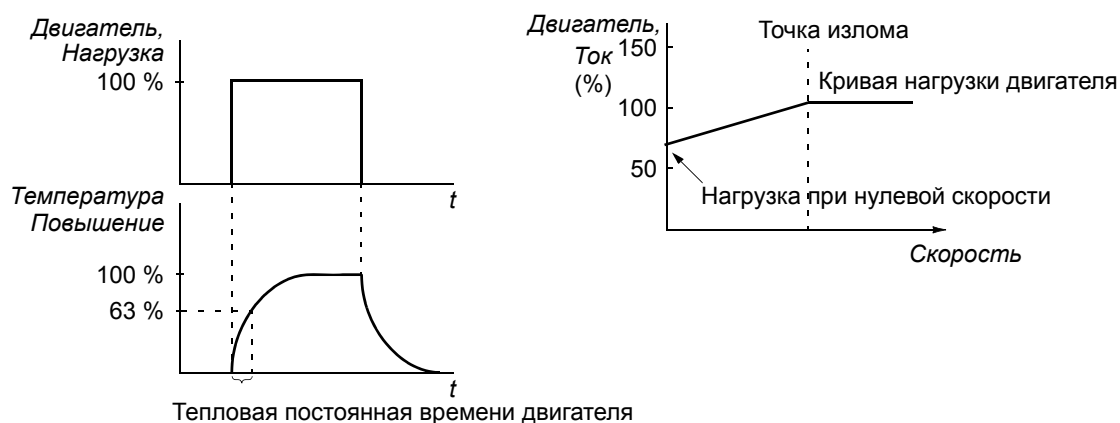 Двигатель,
Нагрузка
100 %
t
Температура
Повышение
100 %
63 %
t
Тепловая постоянная времени двигателя
Двигатель,
Ток
(%)
150
100
50
Точка излома
Кривая нагрузки двигателя
Нагрузка при нулевой скорости
Скорость